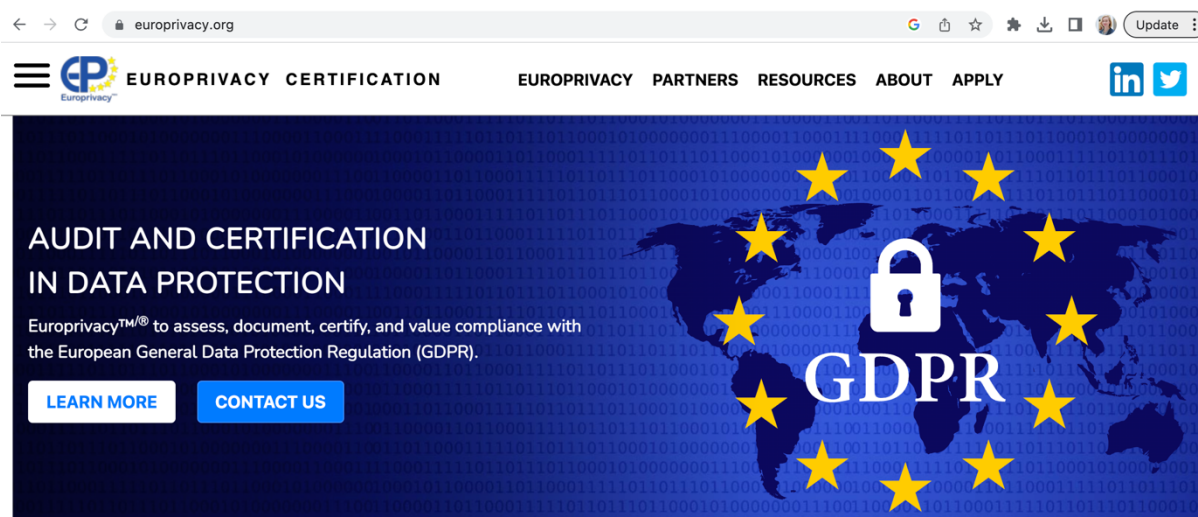 europrivacy.org
Update
EP
Europrivacy™
EUROPRIVACY CERTIFICATION
EUROPRIVACY PARTNERS RESOURCES ABOUT APPLY
in
AUDIT AND CERTIFICATION
IN DATA PROTECTION
Europrivacy™/® to assess, document, certify, and value compliance with
the European General Data Protection Regulation (GDPR).
LEARN MORE CONTACT US
GDPR